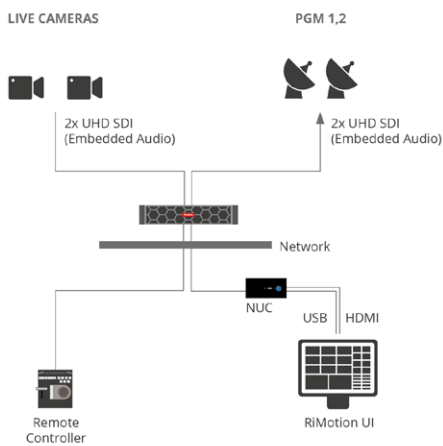 LIVE CAMERAS
PGM 1,2
2x UHD SDI
(Embedded Audio)
2x UHD SDI
(Embedded Audio)
Network
NUC
USB
HDMI
Remote
Controller
RiMotion UI